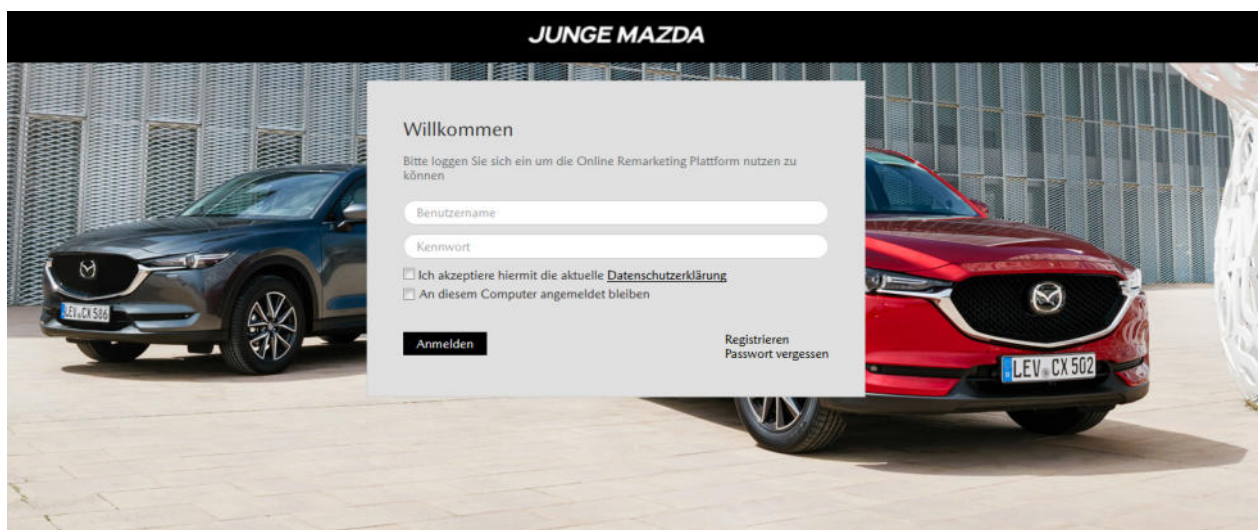 JUNGE MAZDA
Willkommen
Bitte loggen Sie sich ein um die Online Remarketing Plattform nutzen zu
können
Benutzername
Kennwort
Ich akzeptiere hiermit die aktuelle Datenschutzerklärung
An diesem Computer angemeldet bleiben
Anmelden
Registrieren
Passwort vergessen
LEV CX 586
LEV CX 502